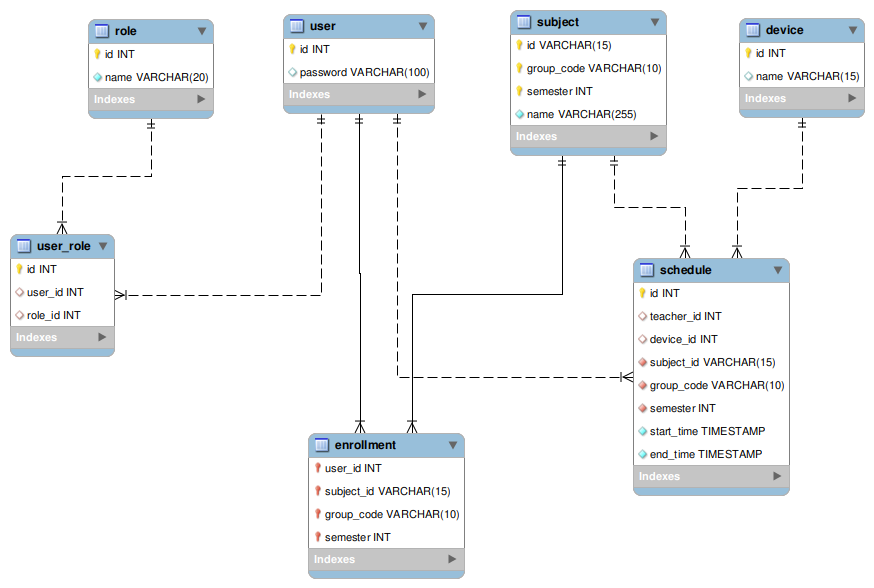 role
id INT
name VARCHAR(20)
Indexes
user
id INT
password VARCHAR(100)
Indexes
subject
id VARCHAR(15)
group_code VARCHAR(10)
semester INT
name VARCHAR(255)
Indexes
device
id INT
name VARCHAR(15)
Indexes
user_role
id INT
user_id INT
role_id INT
Indexes
schedule
id INT
teacher_id INT
device_id INT
subject_id VARCHAR(15)
group_code VARCHAR(10)
semester INT
start_time TIMESTAMP
end_time TIMESTAMP
Indexes
enrollment
user_id INT
subject_id VARCHAR(15)
group_code VARCHAR(10)
semester INT
Indexes